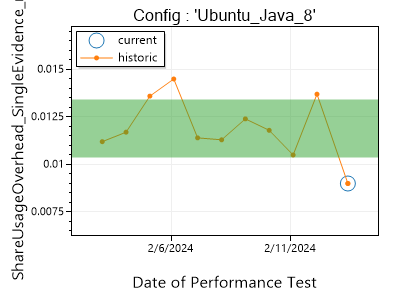 Config : 'Ubuntu_Java_8'
ShareUsageOverhead_SingleEvidence_
current
historic
0.015
0.0125
0.01
0.0075
2/6/2024
2/11/2024
Date of Performance Test